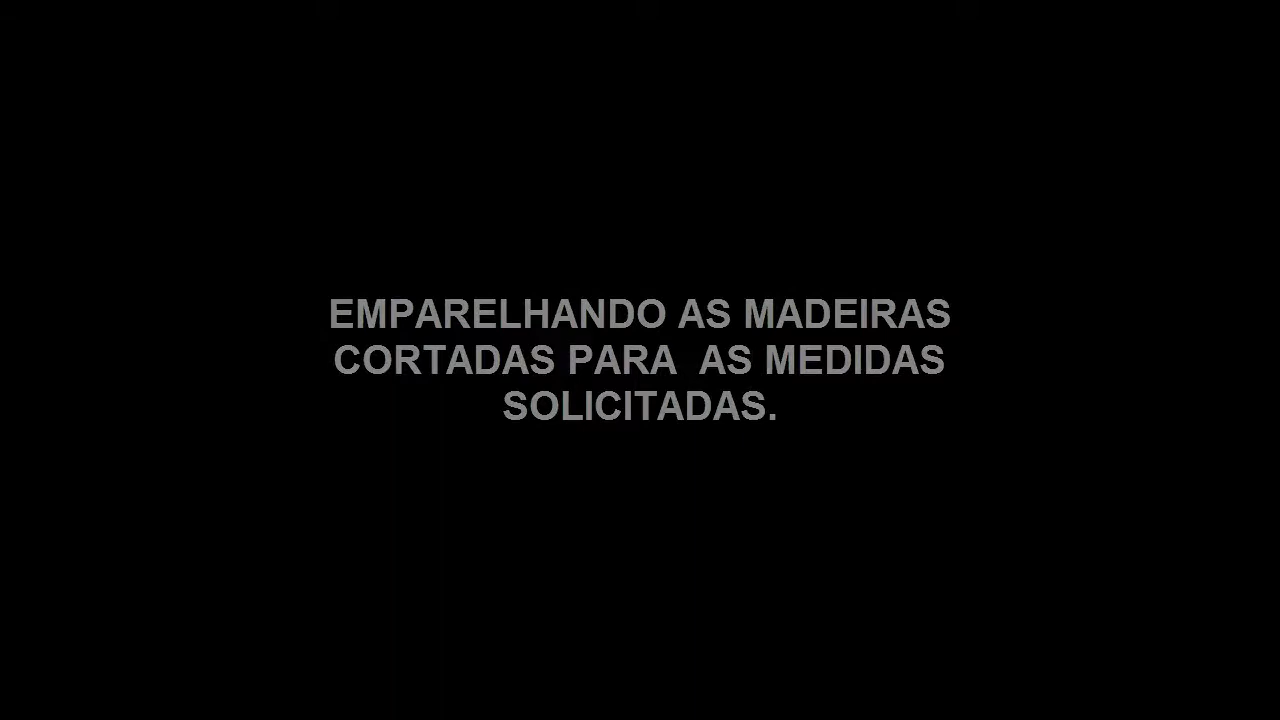 EMPARELHANDO AS MADEIRAS
CORTADAS PARA  AS MEDIDAS
SOLICITADAS.